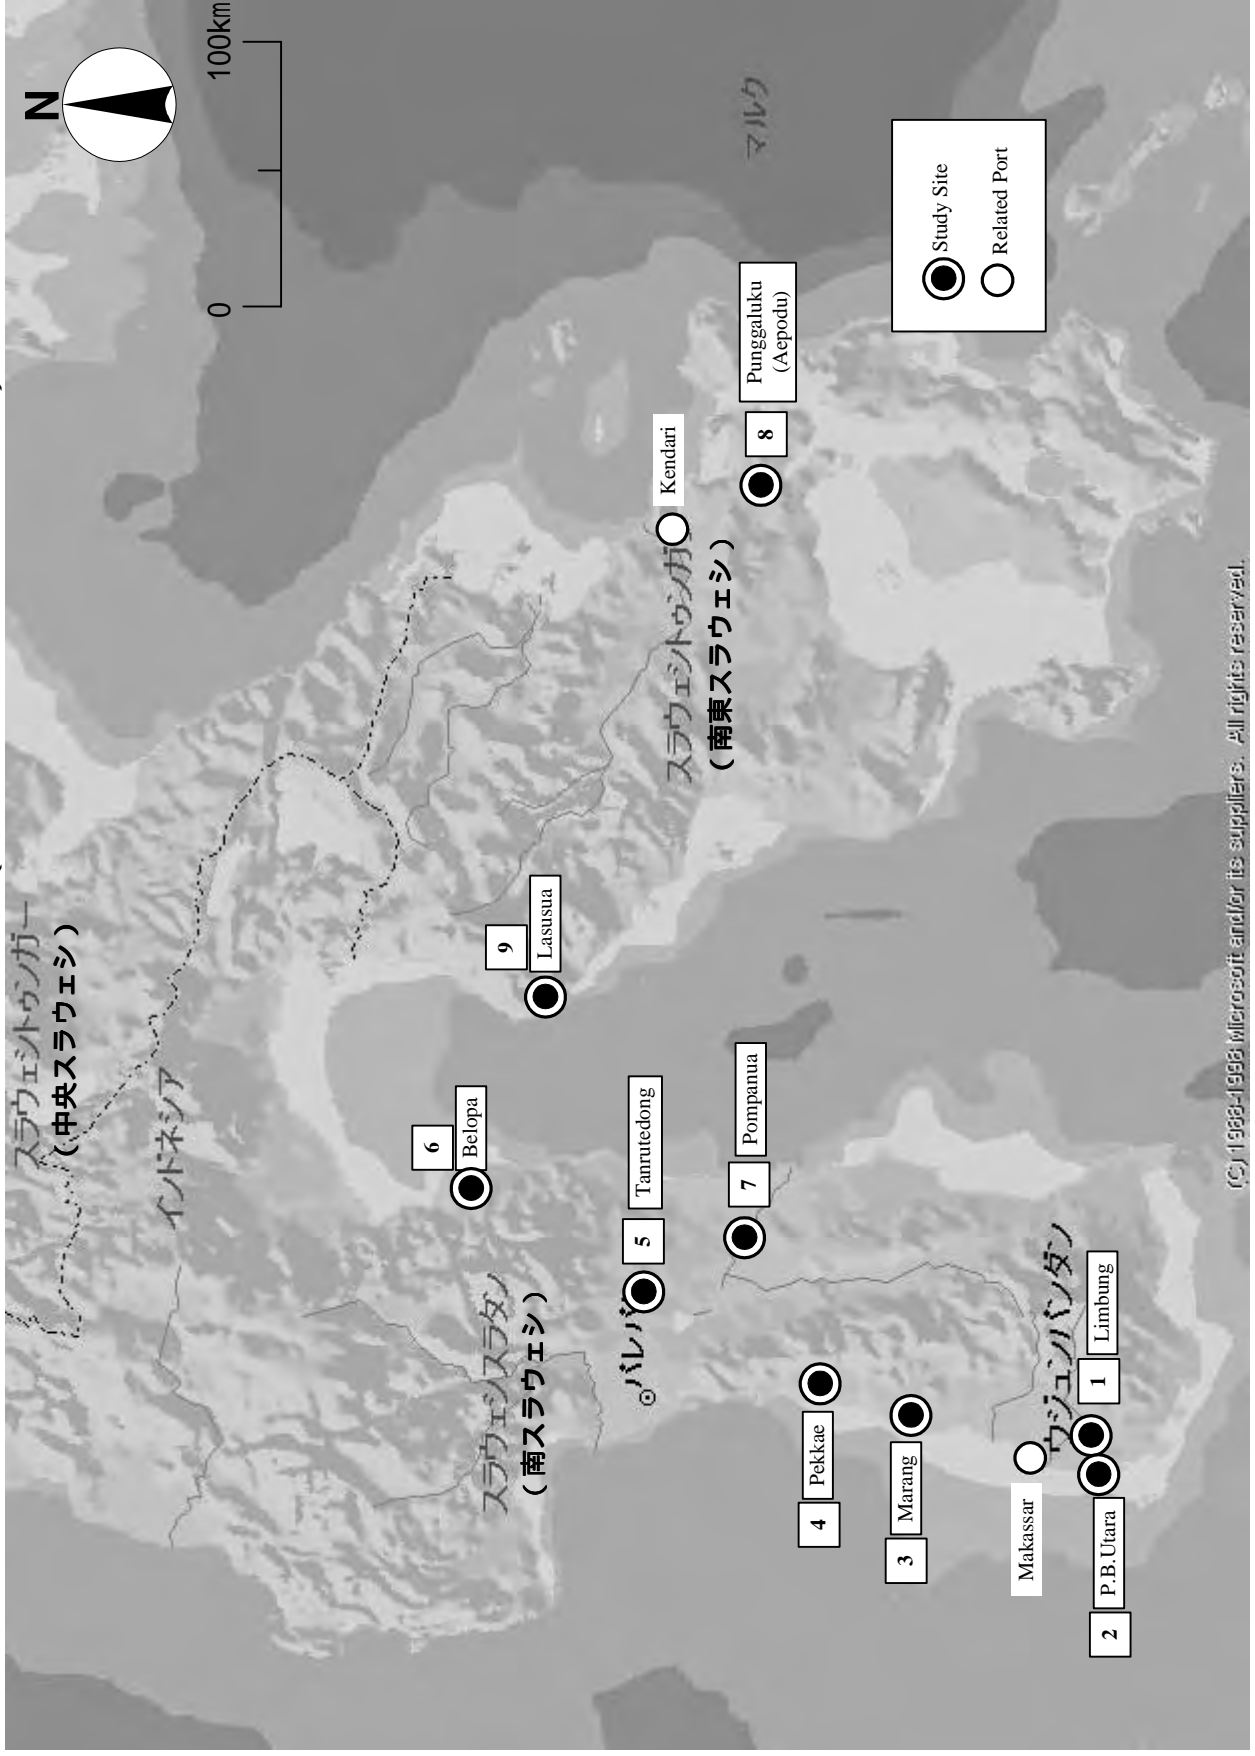 N
0
100km
スラウェシトゥンガー
(中央スラウェシ)
インドネシア
マルク
6
Belopa
9
Lasusua
スラウェシスラタン
(南スラウェシ)
パレパレ
5
Tanrutedong
Kendari
スラウェシトゥンガ
(南東スラウェシ)
8
Punggaluku
(Aepodu)
7
Pompanua
4
Pekkae
3
Marang
Makassar
ウジュンパンダン
1
Limbung
2
P.B.Utara
Study Site
Related Port
(C) 1988-1998 Microsoft and/or its suppliers. All rights reserved.